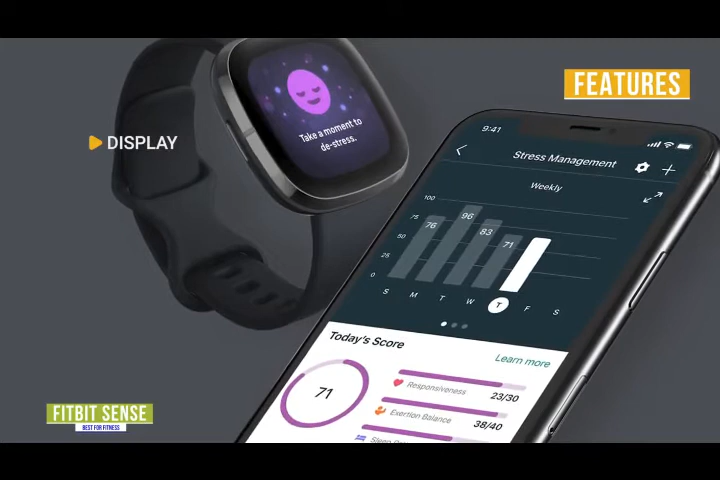 FEATURES
DISPLAY
Take a moment to
de-stress.
9:41
Stress Management
Weekly
100
75
50
25
0
76
96
83
71
S M T W T F S
Today's Score
Learn more
71
Responsiveness
23/30
Exertion Balance
38/40
FITBIT SENSE
BEST FOR FITNESS